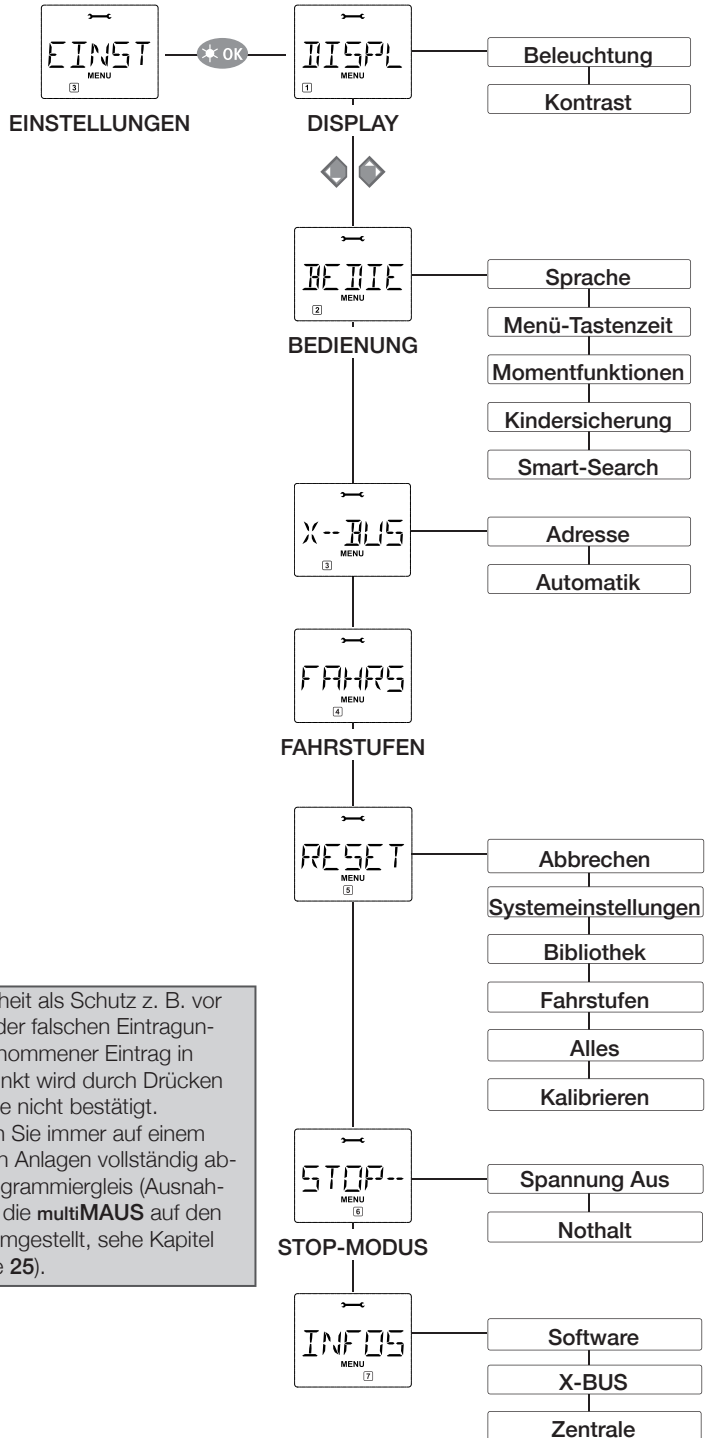 EINST
MENU
3
EINSTELLUNGEN
OK
DISPL
MENU
1
DISPLAY
Beleuchtung
Kontrast
BEDIE
MENU
2
BEDIENUNG
Sprache
Menü-Tastenzeit
Momentfunktionen
Kindersicherung
Smart-Search
X--BUS
MENU
3
Adresse
Automatik
FAHRS
MENU
4
FAHRSTUFEN
RESET
MENU
5
Abbrechen
Systemeinstellungen
Bibliothek
Fahrstufen
Alles
Kalibrieren
heit als Schutz z. B. vor
der falschen Eintragun-
nommener Eintrag in
nkt wird durch Drücken
e nicht bestätigt.
n Sie immer auf einem
n Anlagen vollständig ab-
grammiergleis (Ausnah-
die multiMAUS auf den
mgestellt, sehe Kapitel
e 25).
STOP--
MENU
6
STOP-MODUS
Spannung Aus
Nothalt
INFOS
MENU
7
Software
X-BUS
Zentrale